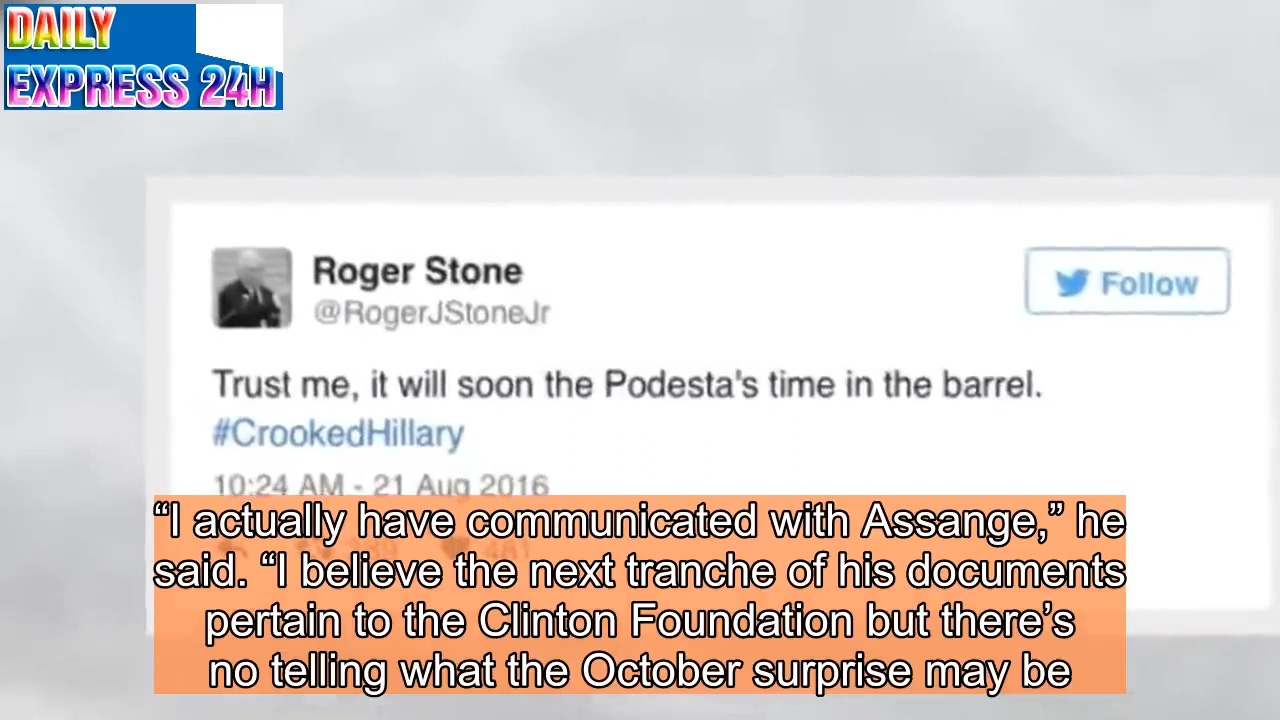 DAILY
EXPRESS 24H
Roger Stone
@RogerJStoneJr
Follow
Trust me, it will soon the Podesta's time in the barrel.
#CrookedHillary
10:24 AM - 21 Aug 2016
“I actually have communicated with Assange,” he
said. “I believe the next tranche of his documents
pertain to the Clinton Foundation but there’s
no telling what the October surprise may be